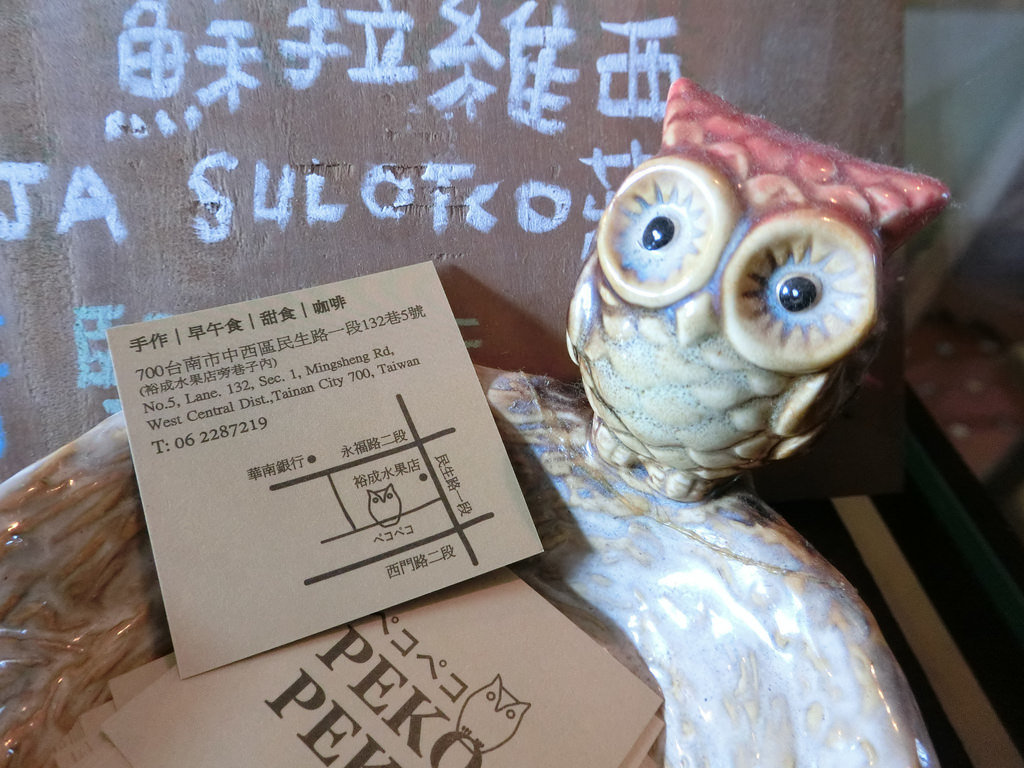 蘇拉維西
JA SULOTKO
手作｜早午食｜甜食｜咖啡
700台南市中西區民生路一段132巷5號
(裕成水果店旁巷子內)
No.5, Lane. 132, Sec. 1, Mingsheng Rd,
West Central Dist.,Tainan City 700, Taiwan
T: 06 2287219
永福路二段
華南銀行
裕成水果店
民生路一段
ペコペコ
西門路二段
ペコペコ
PEKO
PEK